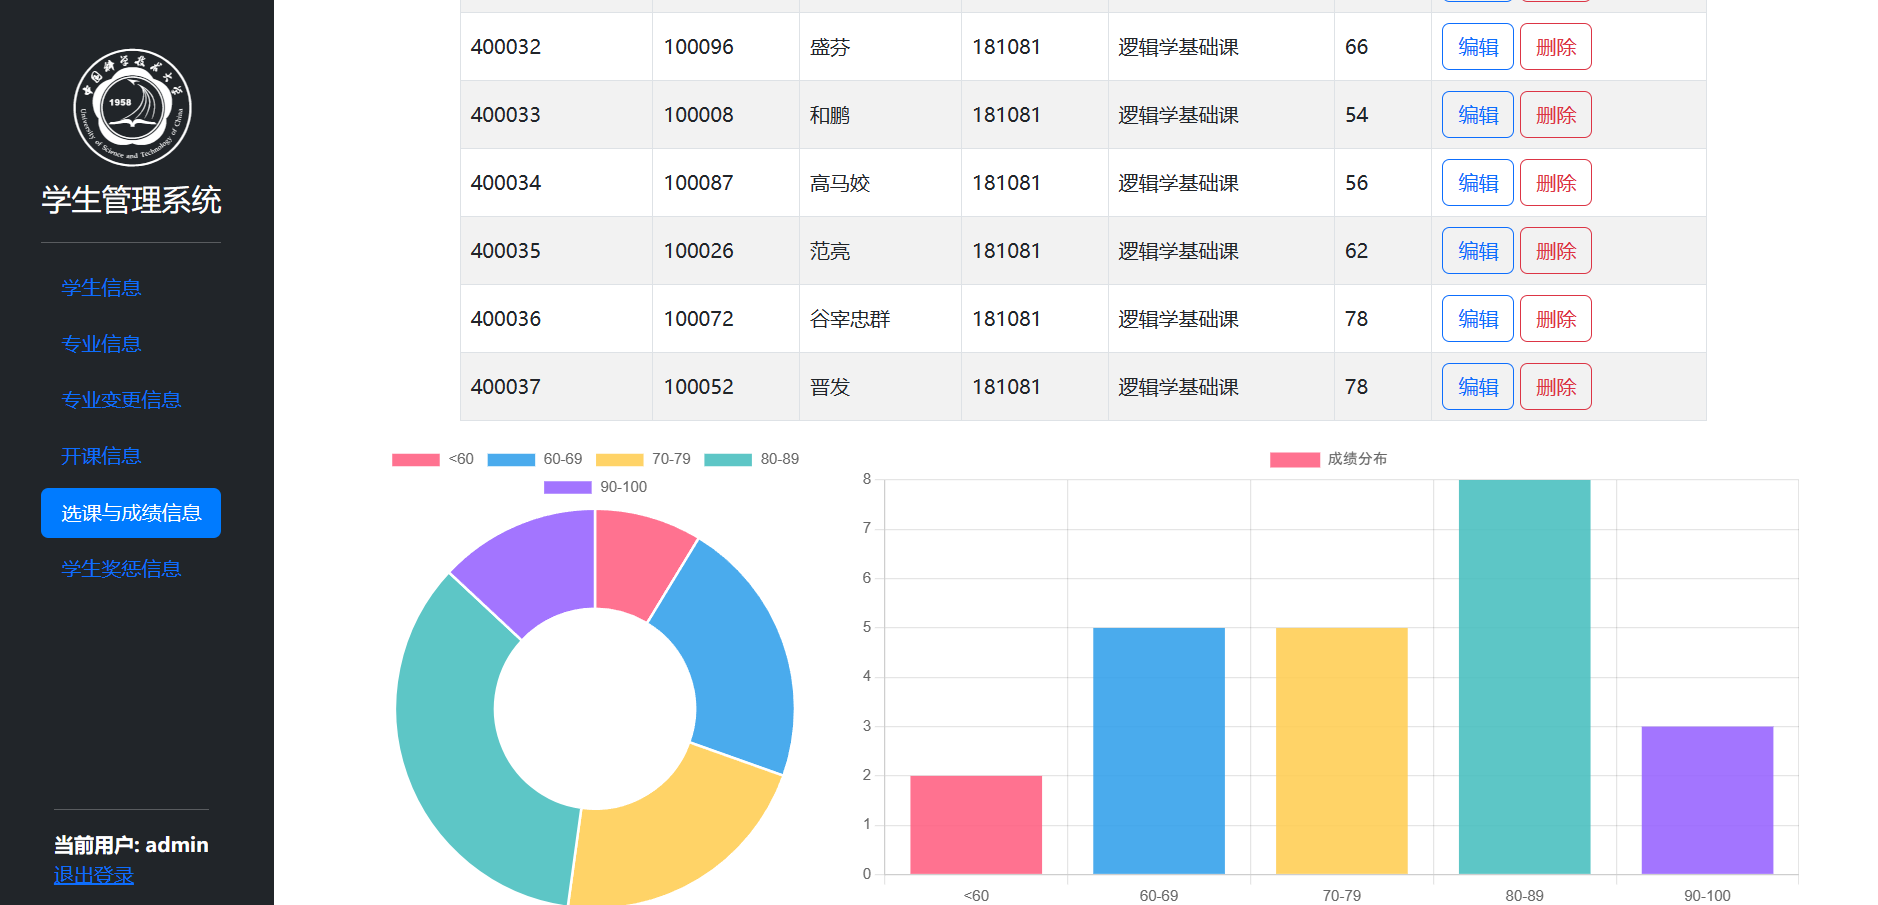 中国科学技术大学
1958
University of Science and Technology of China
学生管理系统
学生信息
专业信息
专业变更信息
开课信息
选课与成绩信息
学生奖惩信息
当前用户: admin
退出登录
400032 100096 盛芬 181081 逻辑学基础课 66 编辑 删除
400033 100008 和鹏 181081 逻辑学基础课 54 编辑 删除
400034 100087 高马姣 181081 逻辑学基础课 56 编辑 删除
400035 100026 范亮 181081 逻辑学基础课 62 编辑 删除
400036 100072 谷宰忠群 181081 逻辑学基础课 78 编辑 删除
400037 100052 晋发 181081 逻辑学基础课 78 编辑 删除
<60 60-69 70-79 80-89
90-100
成绩分布
8
7
6
5
4
3
2
1
0
<60 60-69 70-79 80-89 90-100